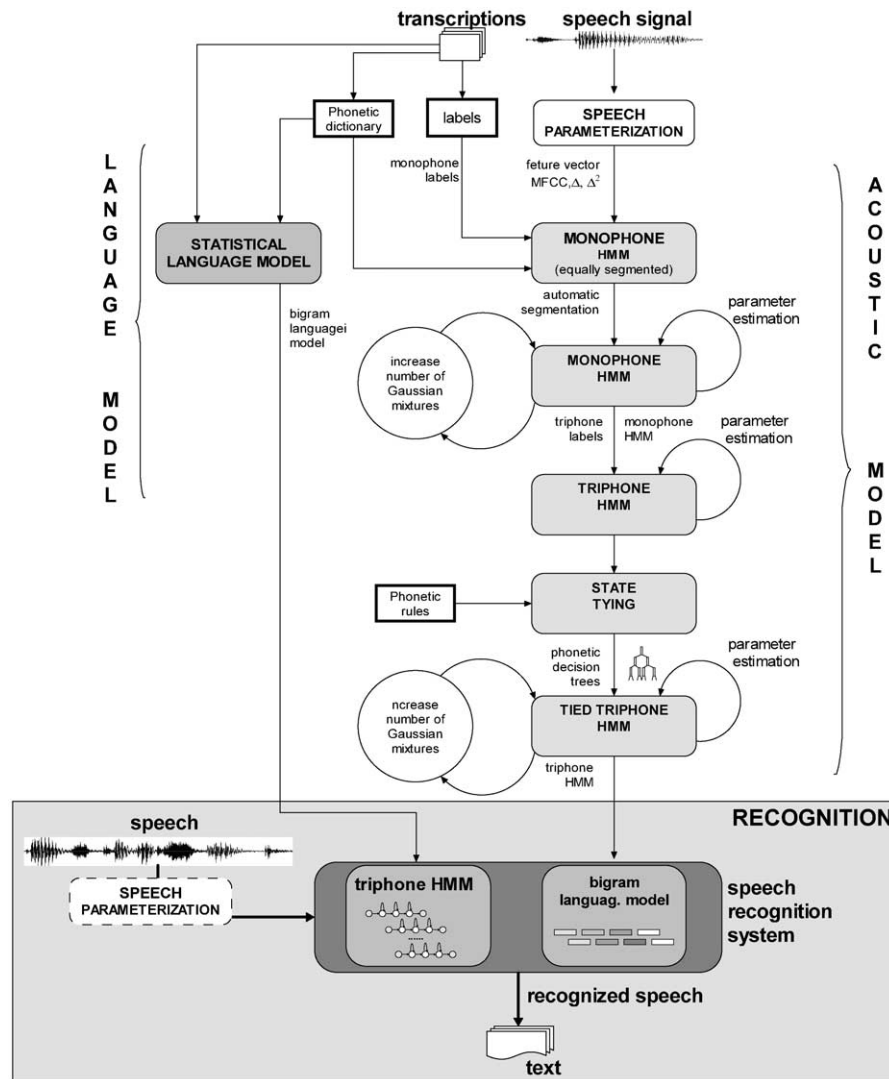 transcriptions
speech signal
Phonetic
dictionary
labels
SPEECH
PARAMETERIZATION
monophone
labels
feture vector
MFCC,Δ, Δ²
LANGUAGE
MODEL
ACOUSTIC
MODEL
STATISTICAL
LANGUAGE MODEL
MONOPHONE
HMM
(equally segmented)
bigram
languagei
model
automatic
segmentation
parameter
estimation
increase
number of
Gaussian
mixtures
MONOPHONE
HMM
triphone
labels
monophone
HMM
parameter
estimation
TRIPHONE
HMM
Phonetic
rules
STATE
TYING
phonetic
decision
trees
parameter
estimation
ncrease
number of
Gaussian
mixtures
TIED TRIPHONE
HMM
triphone
HMM
RECOGNITION
speech
SPEECH
PARAMETERIZATION
triphone HMM
......
bigram
languag. model
speech
recognition
system
recognized speech
text